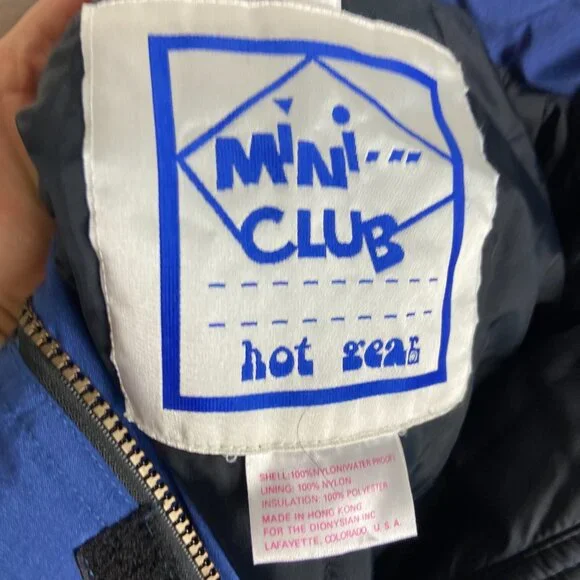 MiNi
CLUB
hot gear
SHELL: 100% NYLON (WATER PROOF)
LINING: 100% NYLON
INSULATION: 100% POLYESTER
MADE IN HONG KONG
FOR THE DIONYSIAN INC
LAFAYETTE, COLORADO, U.S.A.